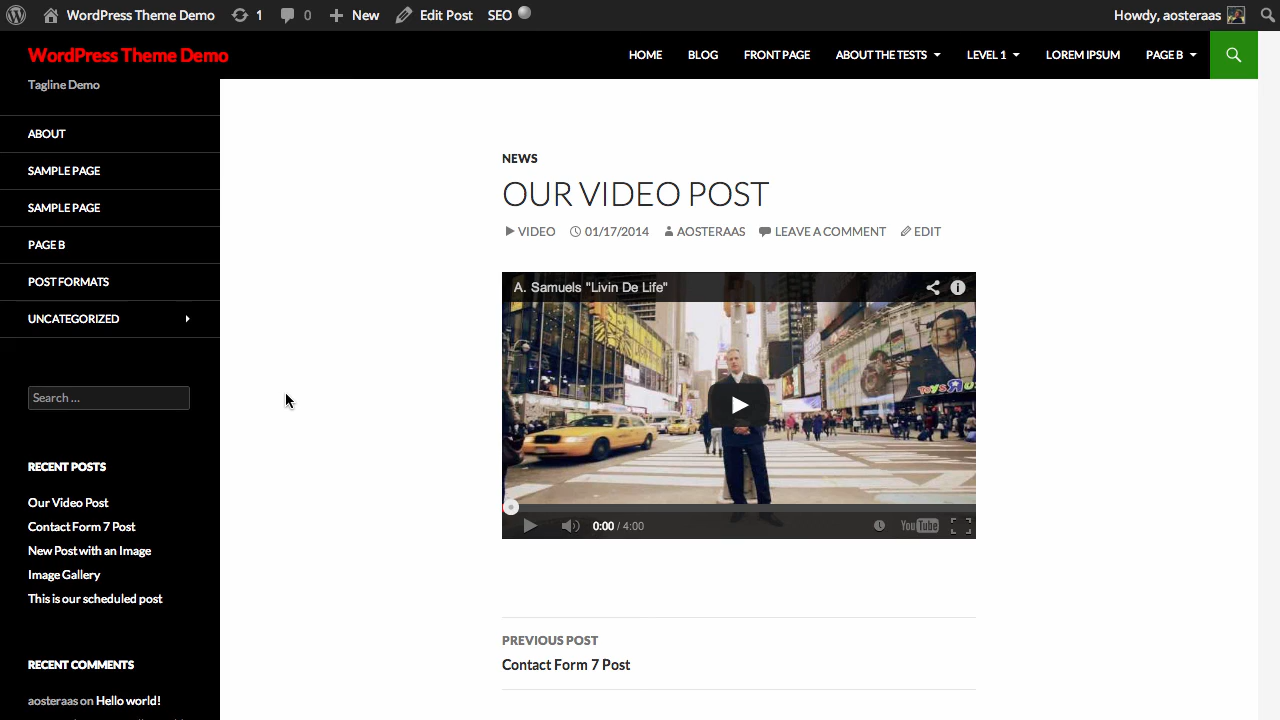 WordPress Theme Demo 1 0 New Edit Post SEO Howdy, aosteraas
WordPress Theme Demo HOME BLOG FRONT PAGE ABOUT THE TESTS LEVEL 1 LOREM IPSUM PAGE B
Tagline Demo
ABOUT
SAMPLE PAGE
SAMPLE PAGE
PAGE B
POST FORMATS
UNCATEGORIZED
Search ...
RECENT POSTS
Our Video Post
Contact Form 7 Post
New Post with an Image
Image Gallery
This is our scheduled post
RECENT COMMENTS
aosteraas on Hello world!
NEWS
OUR VIDEO POST
VIDEO 01/17/2014 AOSTERAAS LEAVE A COMMENT EDIT
A. Samuels "Livin De Life"
TOYS R
0:00 / 4:00 YouTube
PREVIOUS POST
Contact Form 7 Post